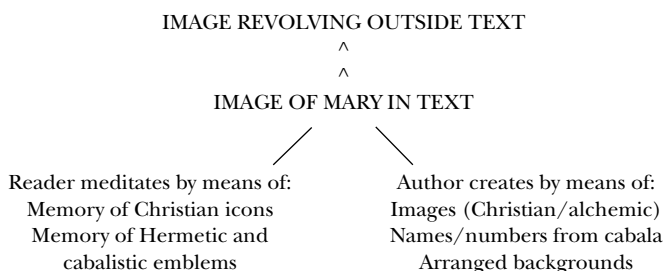 IMAGE REVOLVING OUTSIDE TEXT
^
^
IMAGE OF MARY IN TEXT
Reader meditates by means of:
Memory of Christian icons
Memory of Hermetic and
cabalistic emblems
Author creates by means of:
Images (Christian/alchemic)
Names/numbers from cabala
Arranged backgrounds